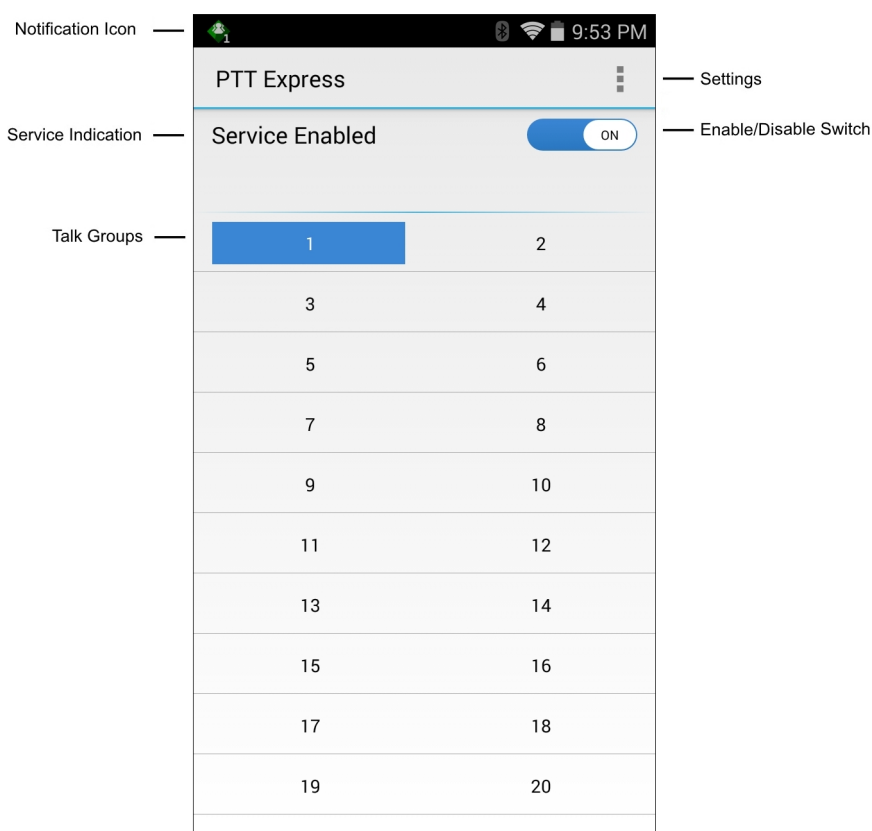 Notification Icon
1
9:53 PM
PTT Express
Settings
Service Indication
Service Enabled
ON
Enable/Disable Switch
Talk Groups
1 2
3 4
5 6
7 8
9 10
11 12
13 14
15 16
17 18
19 20